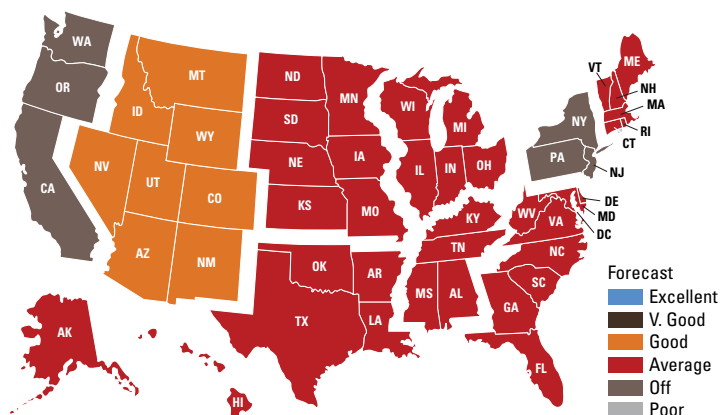 WA
OR
CA
MT
ID
WY
NV
UT
CO
AZ
NM
ND
SD
NE
KS
MN
IA
MO
WI
MI
IL
IN
OH
OK
TX
AR
LA
KY
TN
MS
AL
WV
VA
NC
SC
GA
FL
DE
MD
DC
NY
PA
NJ
VT
ME
NH
MA
RI
CT
AK
HI
Forecast
Excellent
V. Good
Good
Average
Off
Poor